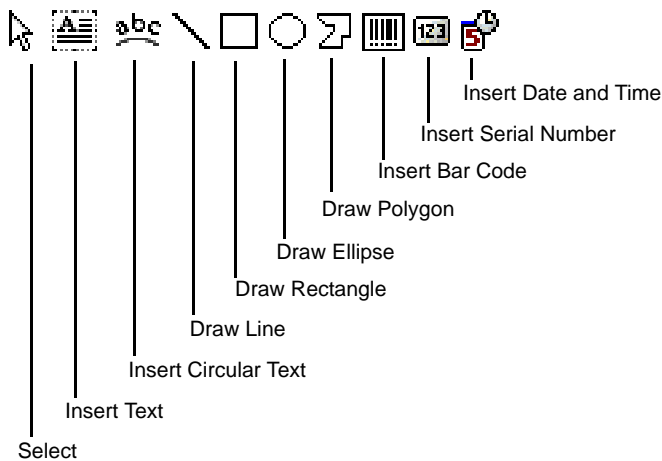 A abc 123 5
Insert Date and Time
Insert Serial Number
Insert Bar Code
Draw Polygon
Draw Ellipse
Draw Rectangle
Draw Line
Insert Circular Text
Insert Text
Select